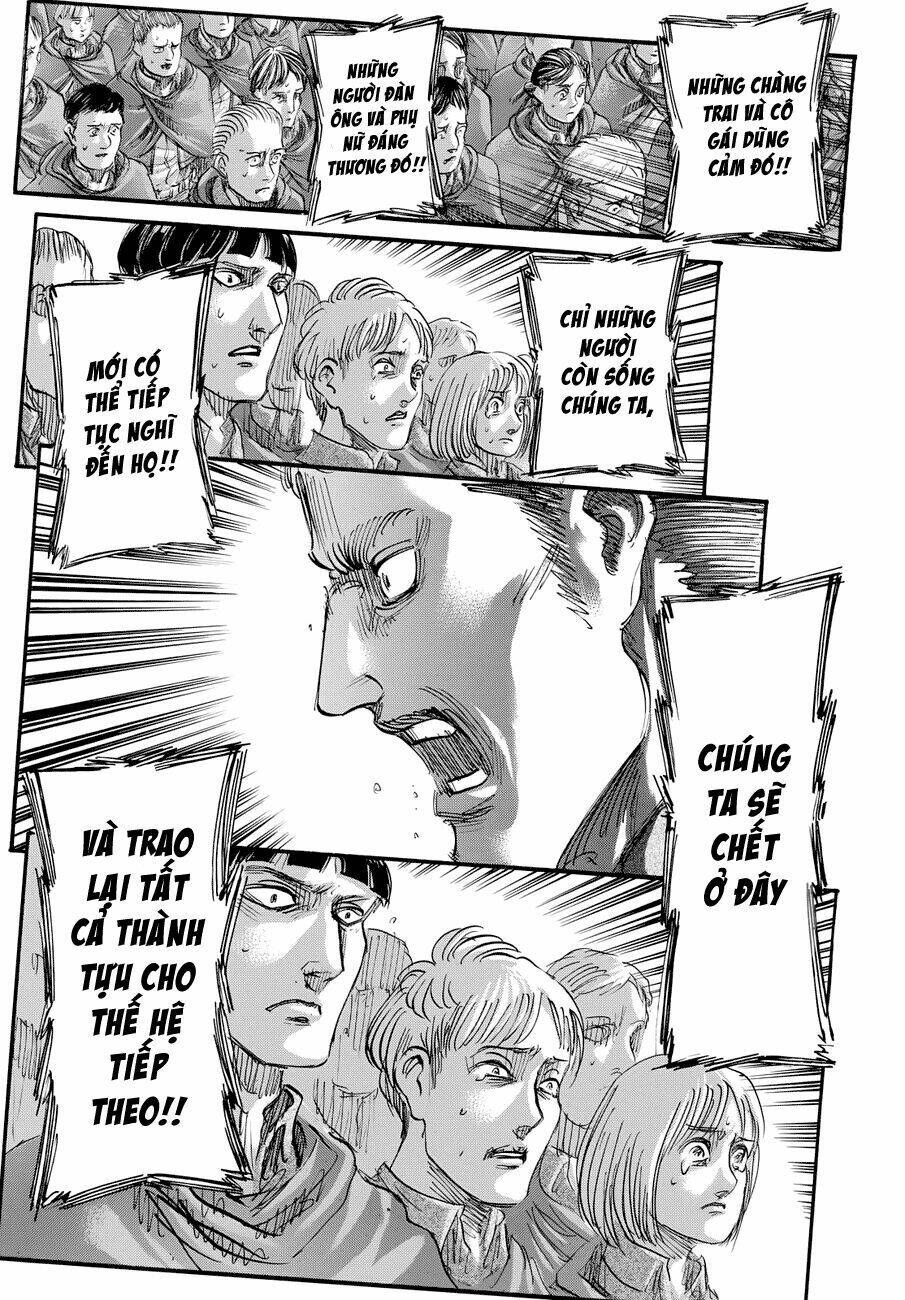 NHỮNG CHÀNG
TRAI VÀ CÔ
GÁI DŨNG
CẢM ĐÓ!!
NHỮNG
NGƯỜI ĐÀN
ÔNG VÀ PHỤ
NỮ ĐÁNG
THƯƠNG ĐÓ!!
CHỈ NHỮNG
NGƯỜI
CÒN SỐNG
CHÚNG TA,
MỚI CÓ
THỂ TIẾP
TỤC NGHĨ
ĐẾN HỌ!!
CHÚNG
TA SẼ
CHẾT
Ở ĐÂY
VÀ TRAO
LẠI TẤT
CẢ THÀNH
TỰU CHO
THẾ HỆ
TIẾP
THEO!!